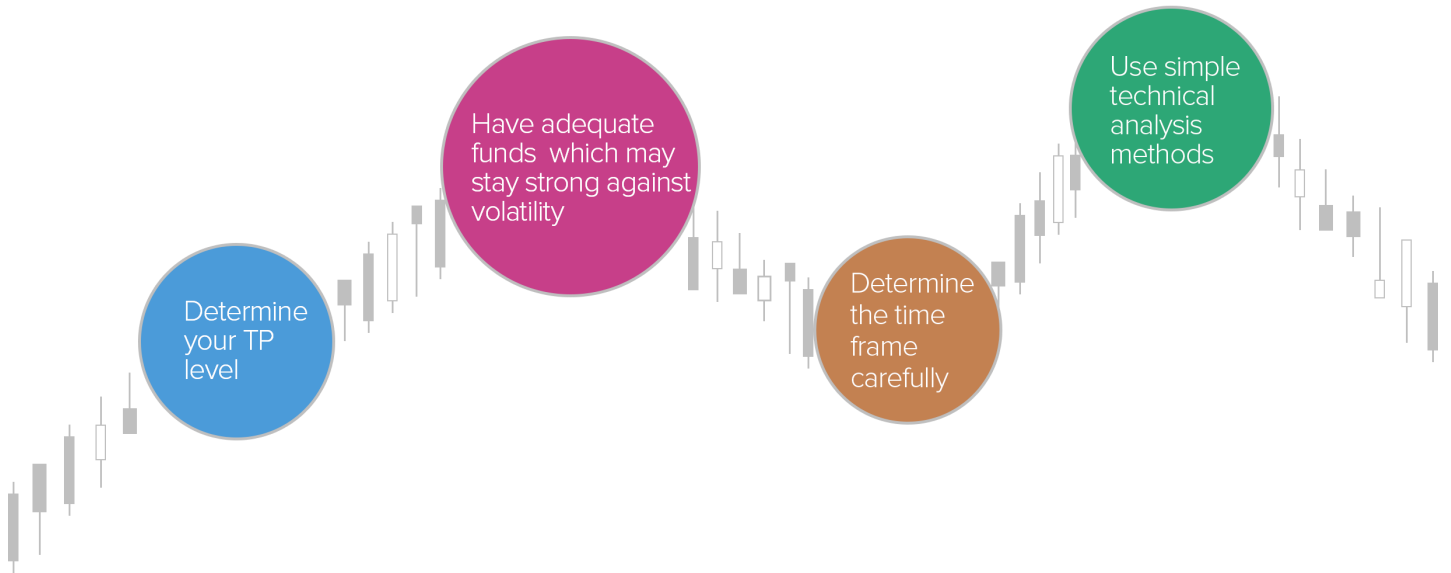 Determine
your TP
level
Have adequate
funds  which may
stay strong against
volatility
Determine
the time
frame
carefully
Use simple
technical
analysis
methods